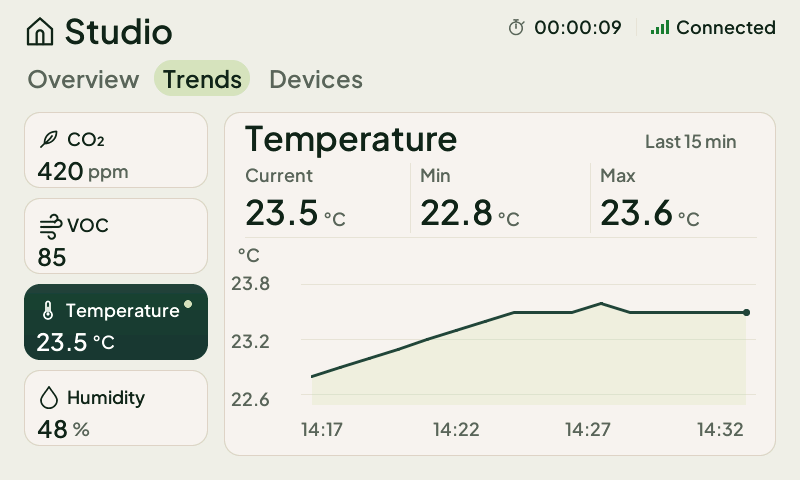 Studio
00:00:09
Connected
Overview Trends Devices
CO₂
420 ppm
VOC
85
Temperature
23.5 °C
Humidity
48 %
Temperature
Last 15 min
Current Min Max
23.5 °C 22.8 °C 23.6 °C
°C
23.8
23.2
22.6
14:17 14:22 14:27 14:32